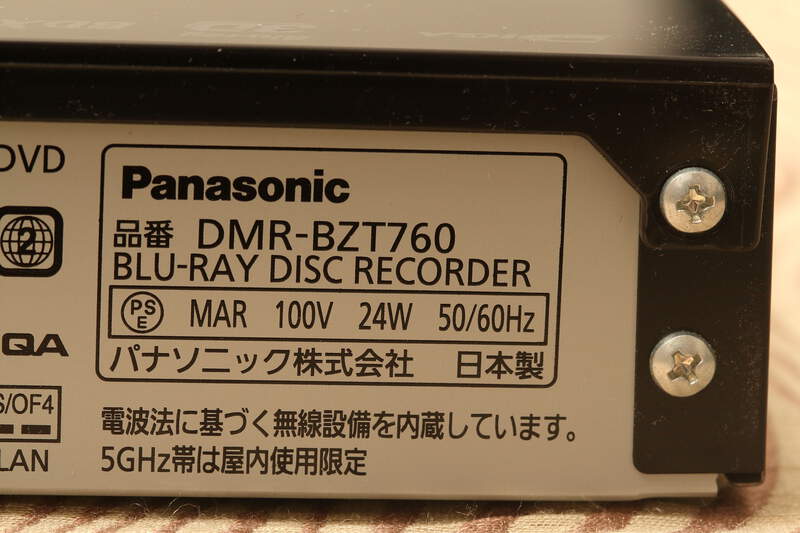 DVD
2
QA
S/OF4
LAN
Panasonic
品番 DMR-BZT760
BLU-RAY DISC RECORDER
PSE MAR 100V 24W 50/60Hz
パナソニック株式会社 日本製
電波法に基づく無線設備を内蔵しています。
5GHz帯は屋内使用限定